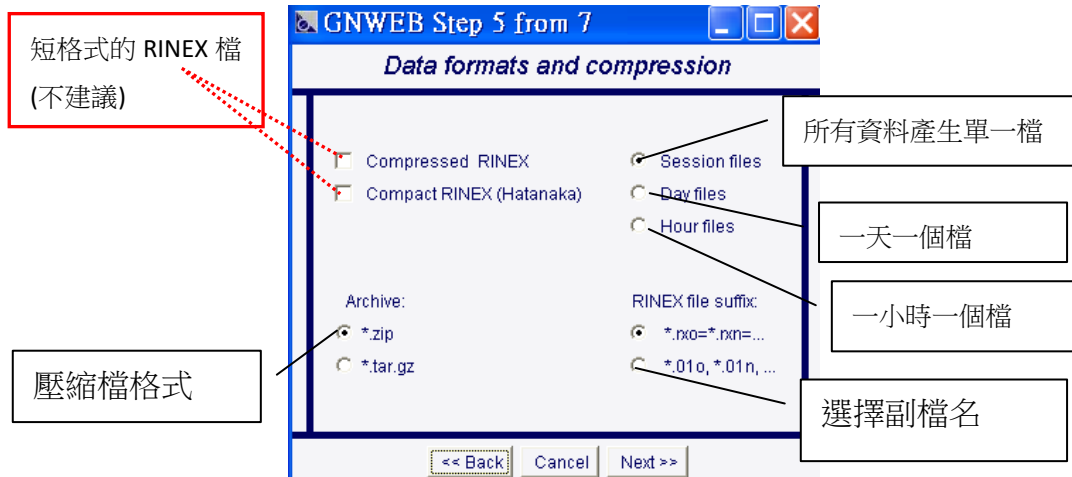 GNWEB Step 5 from 7
Data formats and compression
短格式的 RINEX 檔
(不建議)
Compressed RINEX
Compact RINEX (Hatanaka)
Session files
Day files
Hour files
所有資料產生單一檔
一天一個檔
一小時一個檔
Archive:
*.zip
*.tar.gz
RINEX file suffix:
*.rxo=*.rxn=...
*.01o, *.01n, ...
壓縮檔格式
選擇副檔名
<< Back
Cancel
Next >>